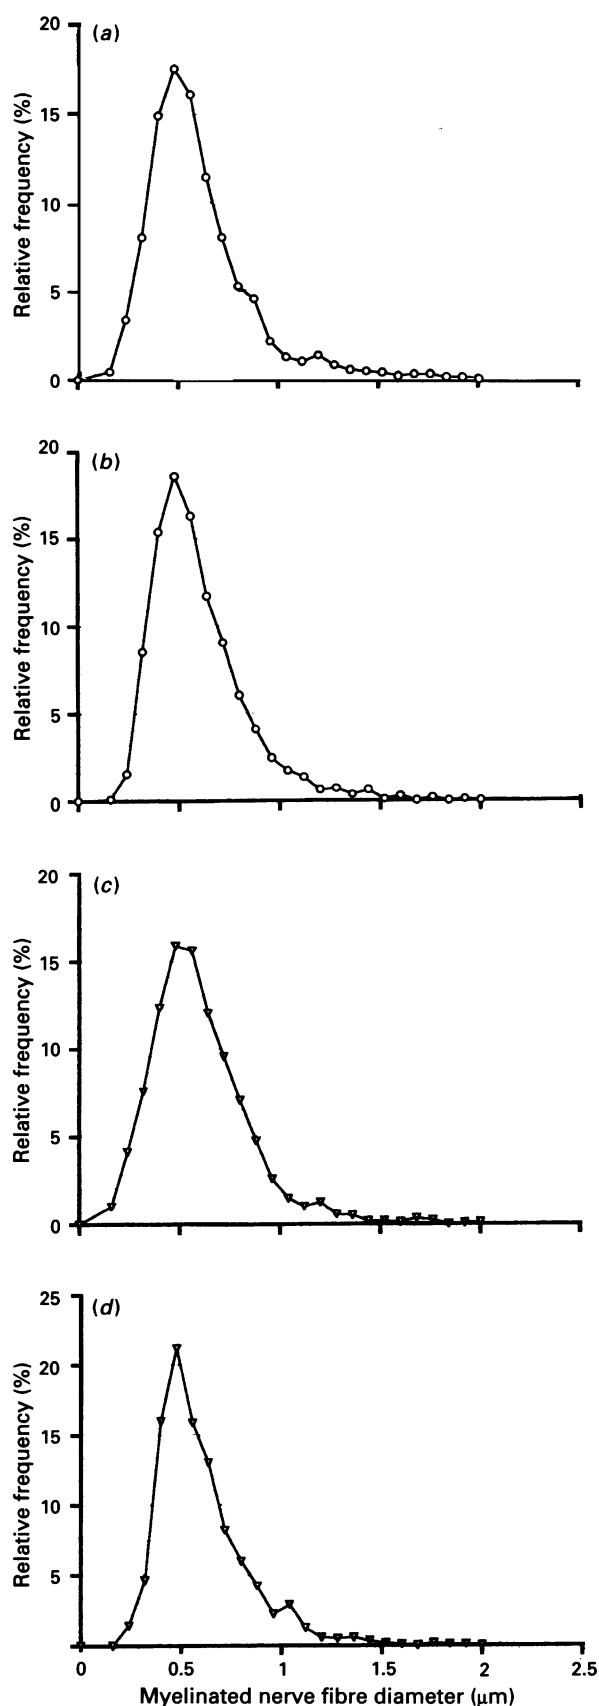 (a)
20
15
10
5
0
Relative frequency (%)
(b)
20
15
10
5
0
Relative frequency (%)
(c)
20
15
10
5
0
Relative frequency (%)
(d)
25
20
15
10
5
Relative frequency (%)
0 0.5 1 1.5 2 2.5
Myelinated nerve fibre diameter (μm)